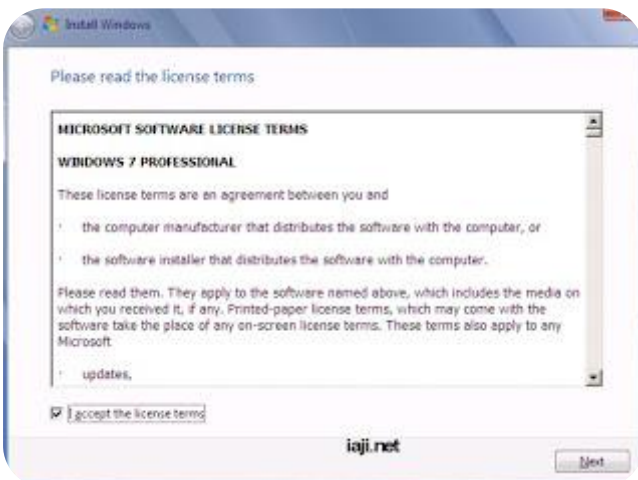 Install Windows
Please read the license terms
MICROSOFT SOFTWARE LICENSE TERMS
WINDOWS 7 PROFESSIONAL
These license terms are an agreement between you and
· the computer manufacturer that distributes the software with the computer, or
· the software installer that distributes the software with the computer.
Please read them. They apply to the software named above, which includes the media on
which you received it, if any. Printed-paper license terms, which may come with the
software take the place of any on-screen license terms. These terms also apply to any
Microsoft
· updates,
I accept the license terms
iaji.net
Next